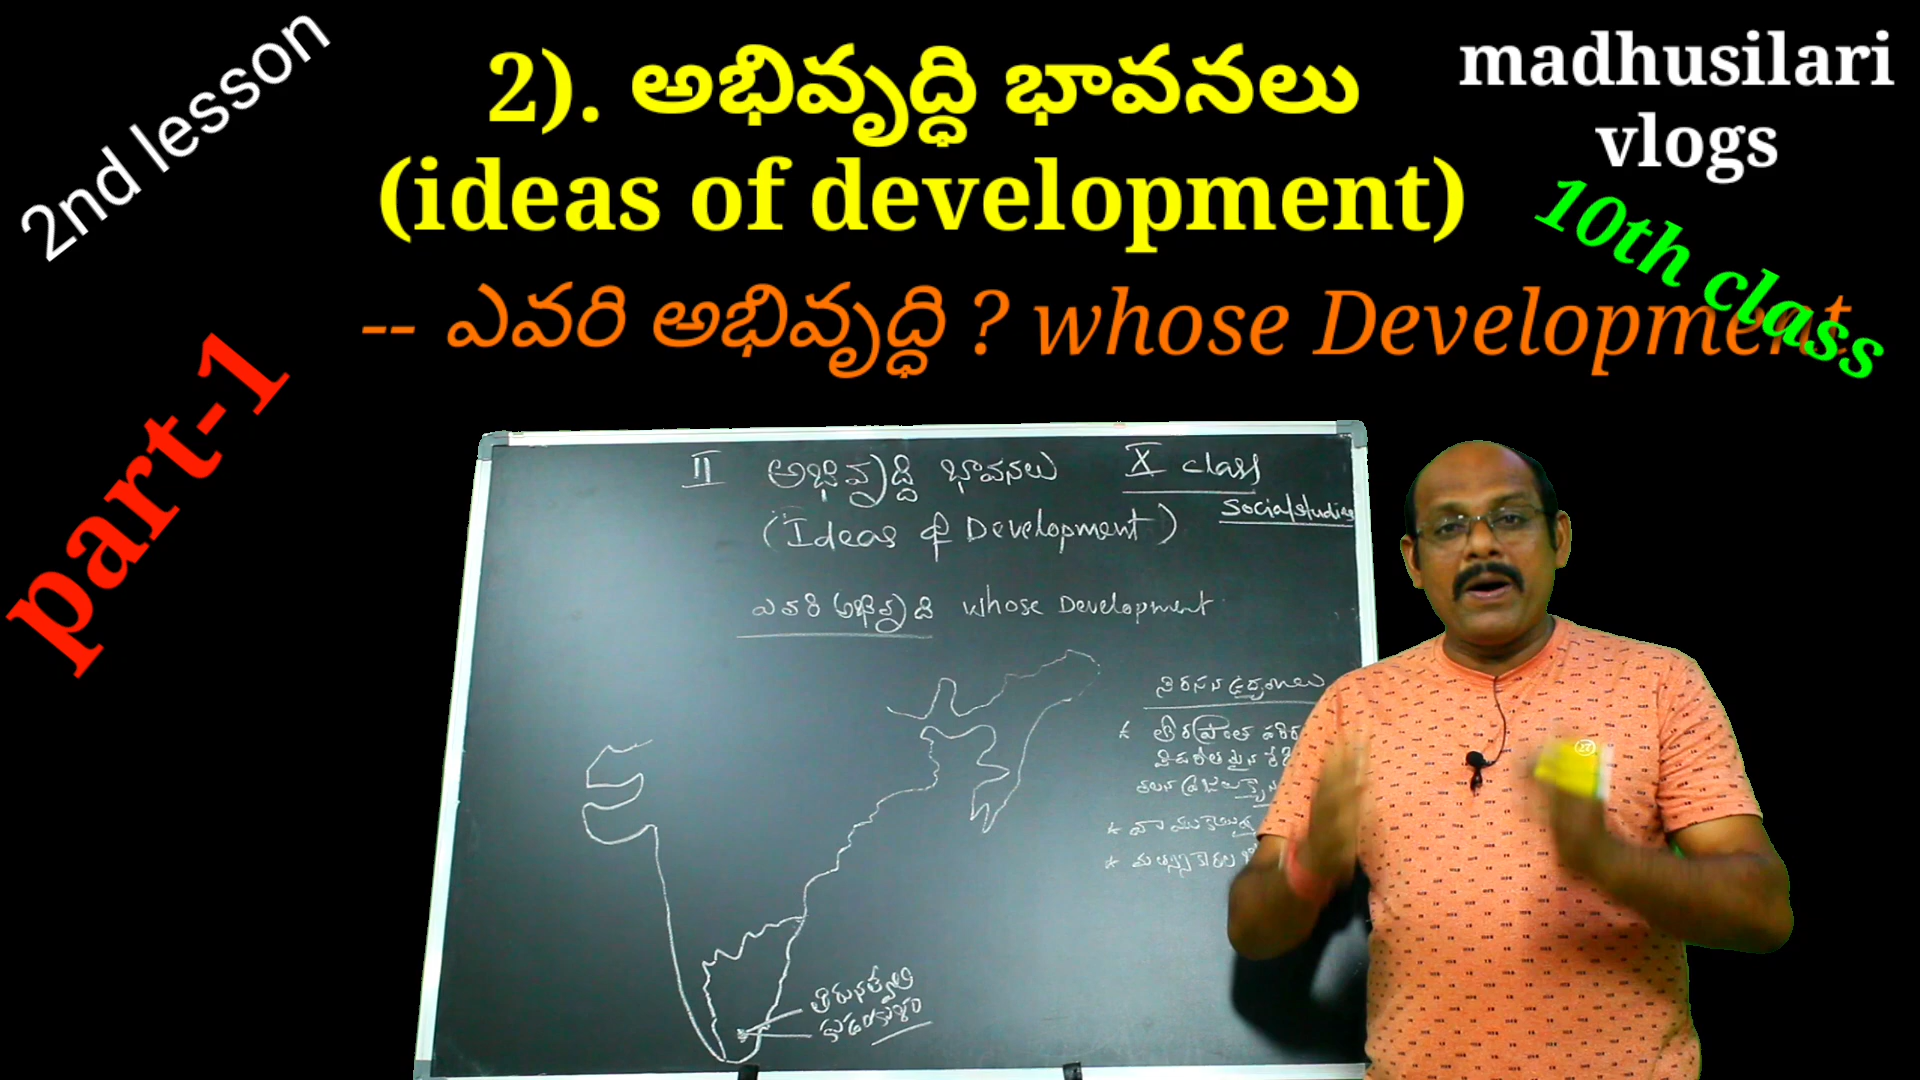 2nd lesson
2). అభివృద్ధి భావనలు
(ideas of development)
madhusilari
vlogs
10th class
-- ఎవరి అభివృద్ధి ? whose Development
part-1
II అభివృద్ది భావనలు X class
Social studies
(Ideas of Development)
ఎవరి అభివృద్ది whose Development
తిరునల్వేలి
కుడంకుళం